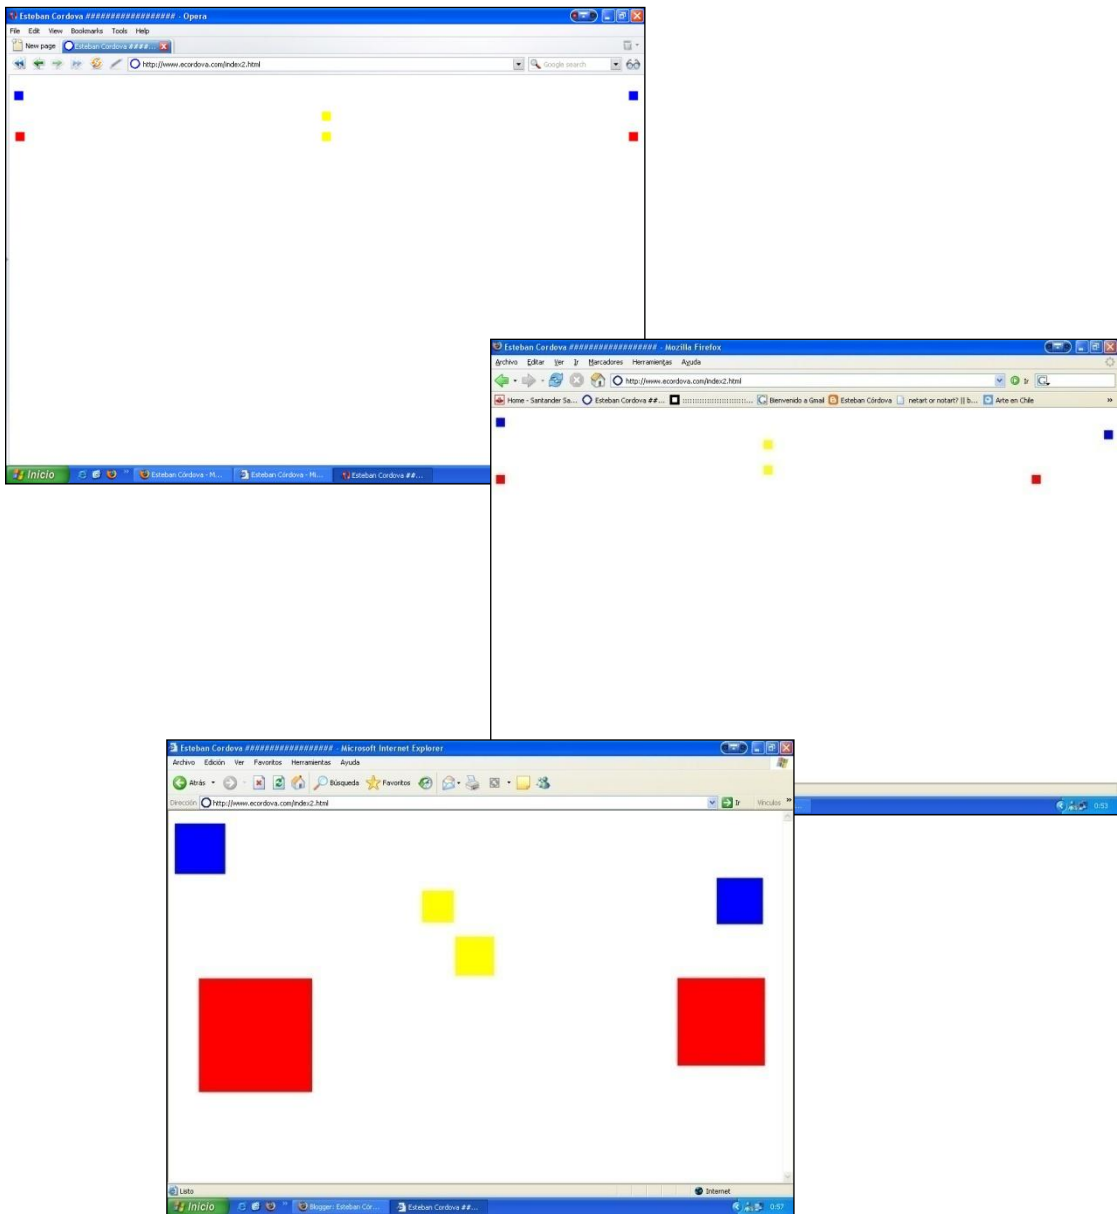 Esteban Cordova ################## - Opera
File Edit View Bookmarks Tools Help
New page Esteban Cordova ####...
http://www.ecordova.com/index2.html Google search
Inicio Esteban Córdova - M... Esteban Córdova - Mi... Esteban Cordova ##...
Esteban Cordova ################## - Mozilla Firefox
Archivo Editar Ver Ir Marcadores Herramientas Ayuda
http://www.ecordova.com/index2.html Ir
Home - Santander Sa... Esteban Cordova ##... Bienvenido a Gmail Esteban Córdova netart or notart? || b... Arte en Chile »
0:53
Esteban Cordova ################## - Microsoft Internet Explorer
Archivo Edición Ver Favoritos Herramientas Ayuda
Atrás Búsqueda Favoritos
Dirección http://www.ecordova.com/index2.html Ir Vínculos »
Listo Internet
Inicio Blogger: Esteban Cór... Esteban Cordova ##... 0:57